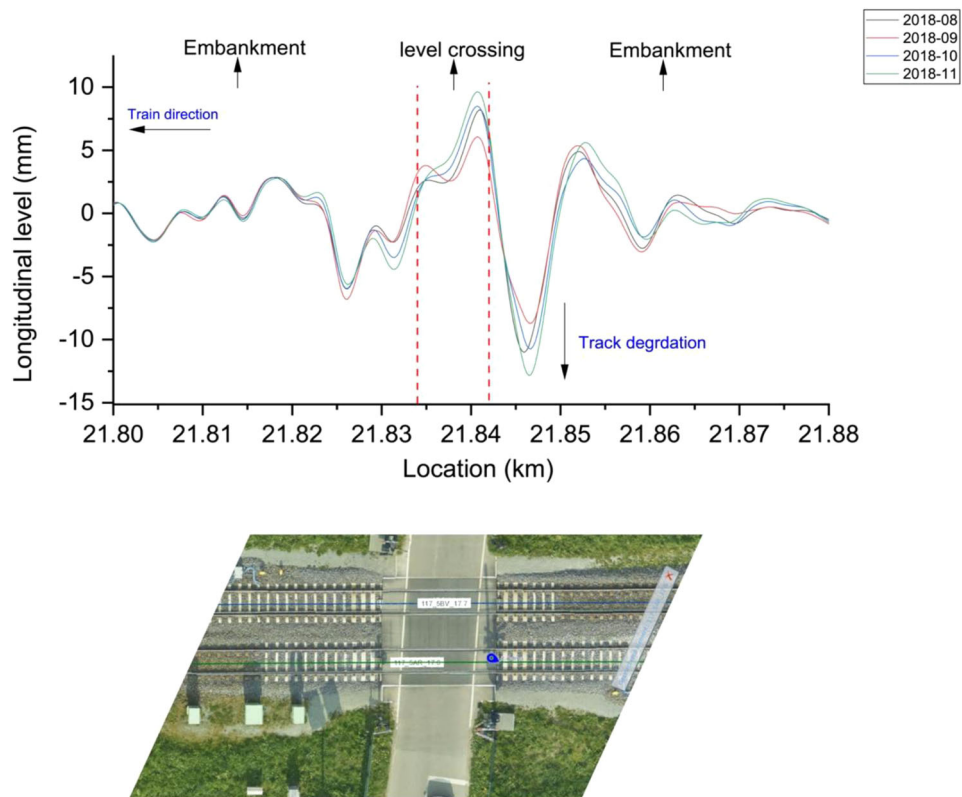 2018-08
2018-09
2018-10
2018-11
Embankment
level crossing
Embankment
Train direction
Longitudinal level (mm)
10
5
0
-5
-10
-15
Track degrdation
21.80 21.81 21.82 21.83 21.84 21.85 21.86 21.87 21.88
Location (km)
117_5BV_17.7